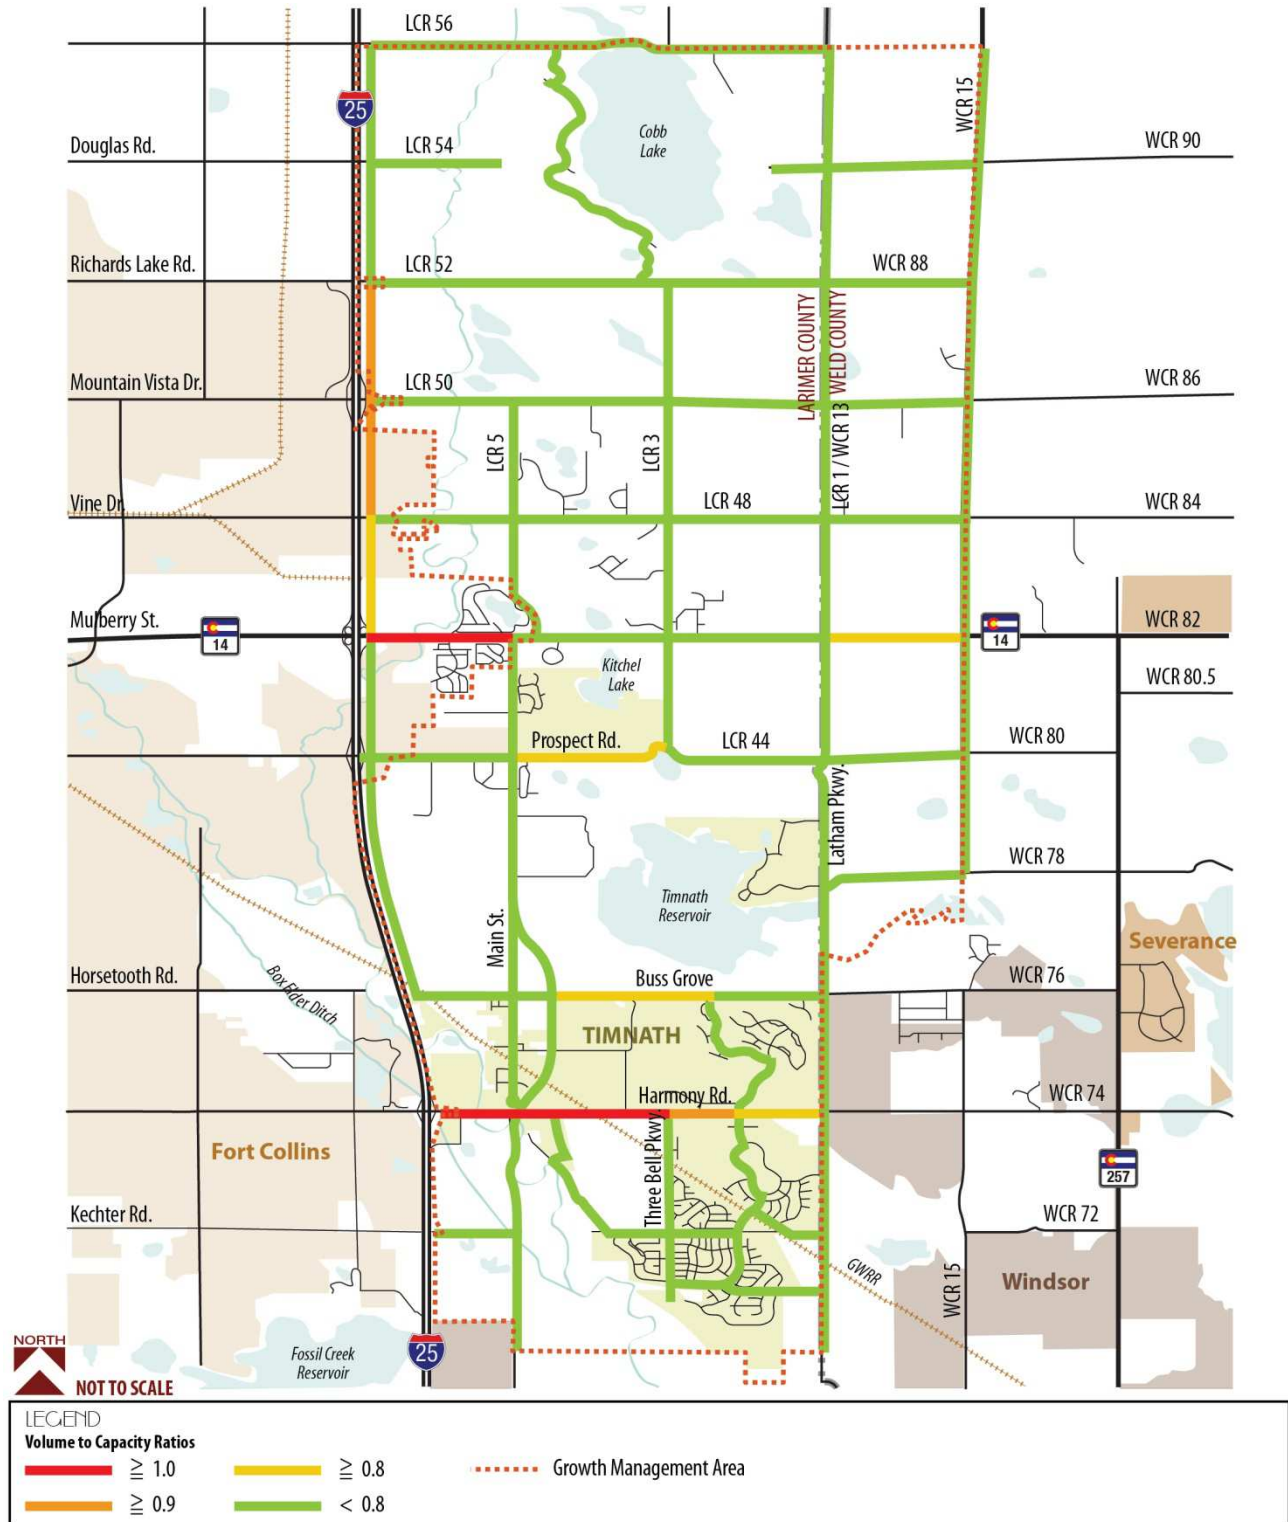 LCR 56
25
WCR 15
Cobb
Lake
Douglas Rd.
LCR 54
WCR 90
Richards Lake Rd.
LCR 52
WCR 88
LARIMER COUNTY
WELD COUNTY
Mountain Vista Dr.
LCR 50
WCR 86
LCR 5
LCR 3
LCR 1 / WCR 13
Vine Dr.
LCR 48
WCR 84
Mulberry St.
14
14
WCR 82
Kitchel
Lake
WCR 80.5
Prospect Rd.
LCR 44
WCR 80
Latham Pkwy.
WCR 78
Timnath
Reservoir
Main St.
Severance
Horsetooth Rd.
Box Elder Ditch
Buss Grove
WCR 76
TIMNATH
Harmony Rd.
WCR 74
Fort Collins
Three Bell Pkwy.
257
Kechter Rd.
WCR 72
GWRR
WCR 15
Windsor
NORTH
NOT TO SCALE
Fossil Creek
Reservoir
25
LEGEND
Volume to Capacity Ratios
≧ 1.0
≧ 0.8
Growth Management Area
≧ 0.9
< 0.8